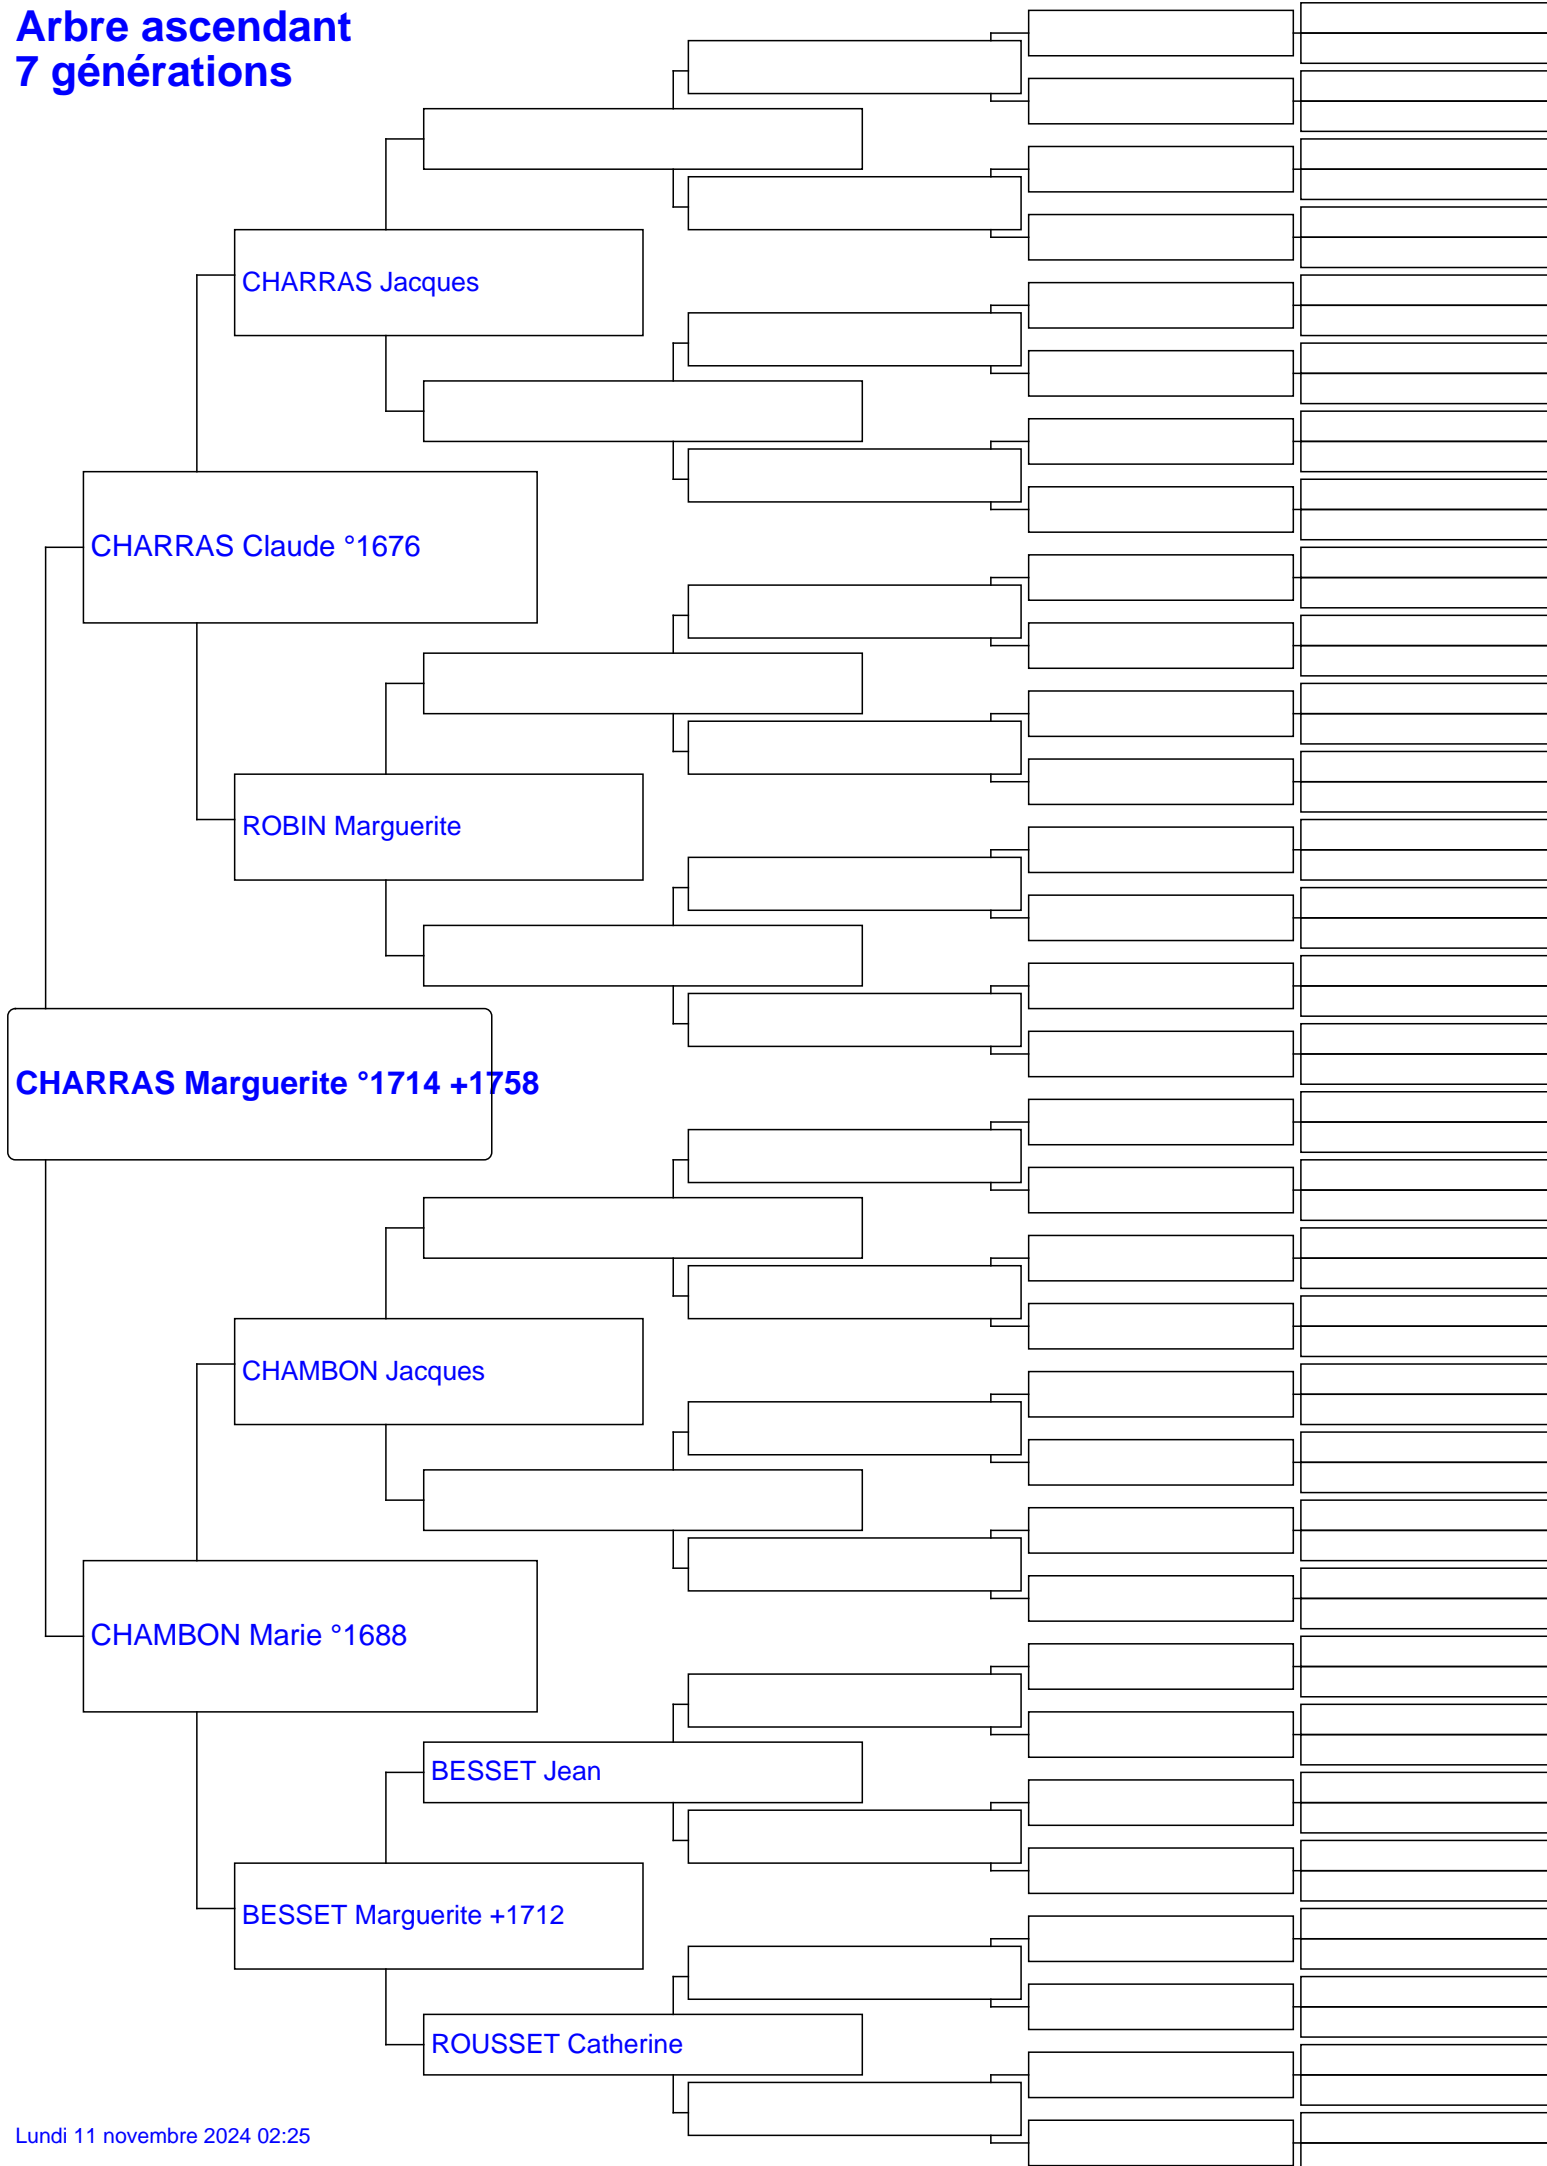 Arbre ascendant
7 générations
CHARRAS Jacques
CHARRAS Claude °1676
ROBIN Marguerite
CHARRAS Marguerite °1714 +1758
CHAMBON Jacques
CHAMBON Marie °1688
BESSET Jean
BESSET Marguerite +1712
ROUSSET Catherine
Lundi 11 novembre 2024 02:25